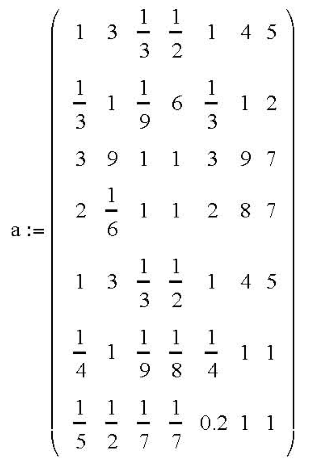 a := 
1 3 1/3 1/2 1 4 5
1/3 1 1/9 6 1/3 1 2
3 9 1 1 3 9 7
2 1/6 1 1 2 8 7
1 3 1/3 1/2 1 4 5
1/4 1 1/9 1/8 1/4 1 1
1/5 1/2 1/7 1/7 0.2 1 1